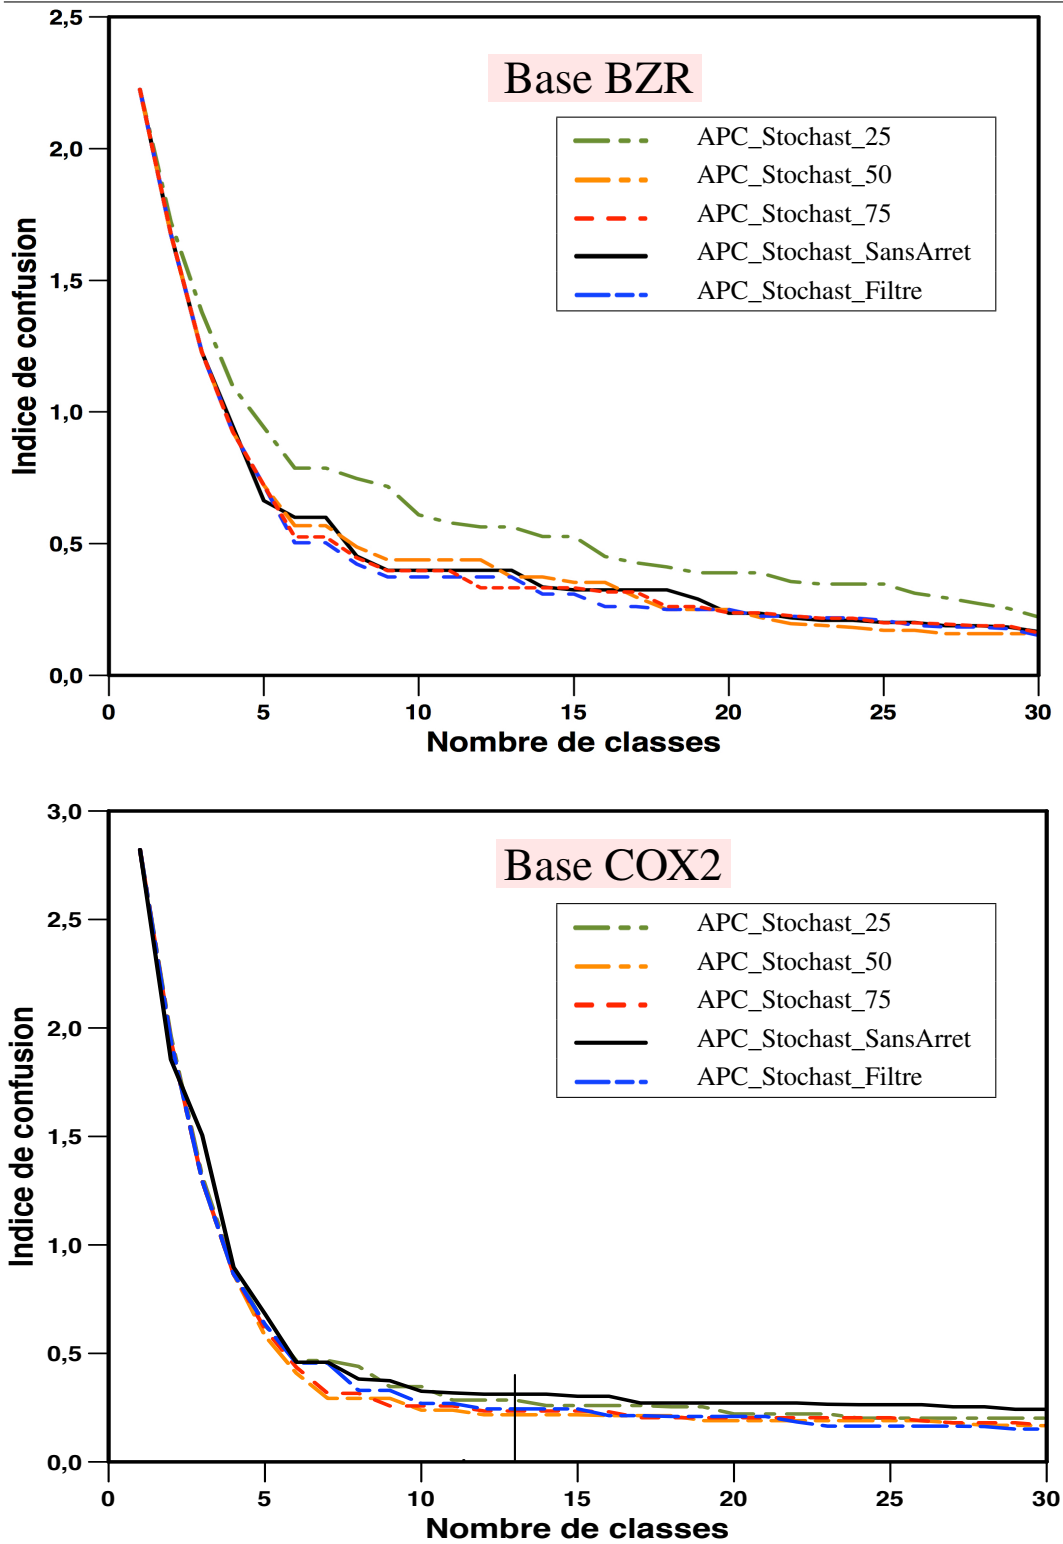 2,5
Base BZR
APC_Stochast_25
2,0
APC_Stochast_50
APC_Stochast_75
APC_Stochast_SansArret
1,5
APC_Stochast_Filtre
Indice de confusion
1,0
0,5
0,0
0 5 10 15 20 25 30
Nombre de classes
3,0
Base COX2
2,5
APC_Stochast_25
APC_Stochast_50
APC_Stochast_75
2,0
APC_Stochast_SansArret
APC_Stochast_Filtre
Indice de confusion
1,5
1,0
0,5
0,0
0 5 10 15 20 25 30
Nombre de classes